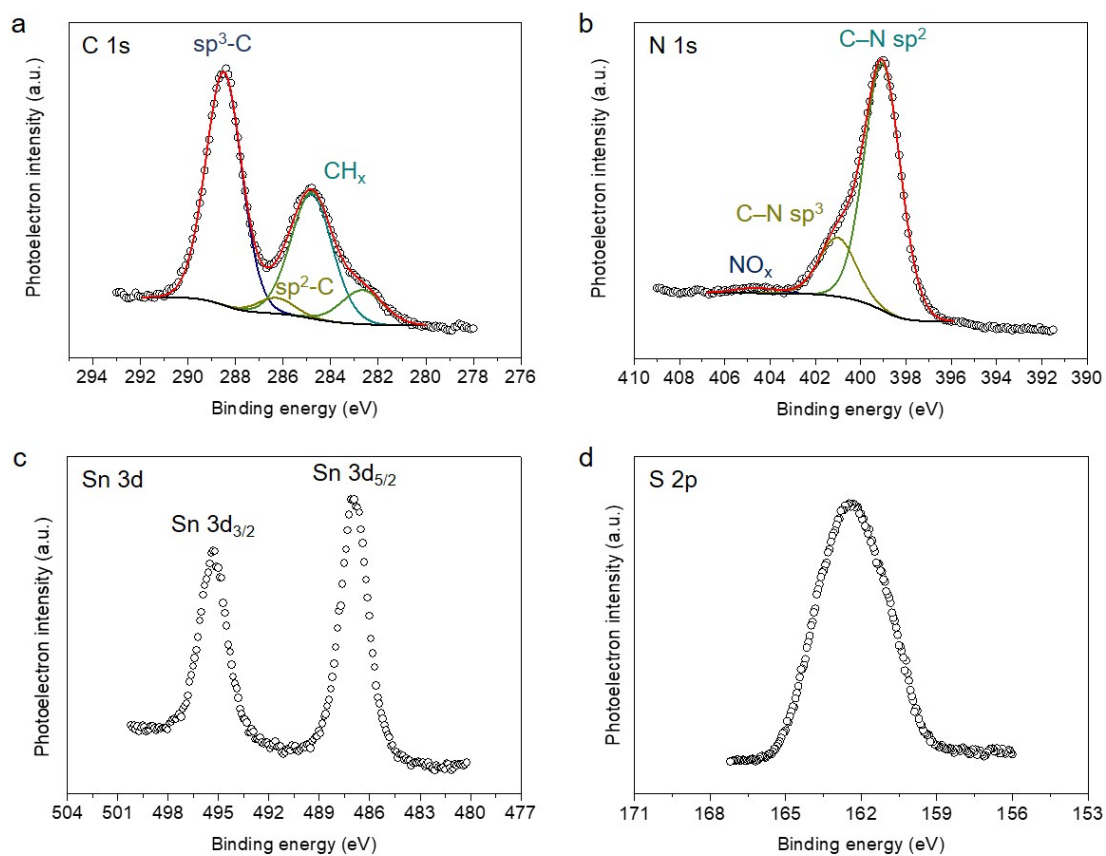 a
C 1s
sp³-C
CHₓ
sp²-C
Photoelectron intensity (a.u.)
294 292 290 288 286 284 282 280 278 276
Binding energy (eV)
b
N 1s
C–N sp²
C–N sp³
NOₓ
Photoelectron intensity (a.u.)
410 408 406 404 402 400 398 396 394 392 390
Binding energy (eV)
c
Sn 3d
Sn 3d₃/₂
Sn 3d₅/₂
Photoelectron intensity (a.u.)
504 501 498 495 492 489 486 483 480 477
Binding energy (eV)
d
S 2p
Photoelectron intensity (a.u.)
171 168 165 162 159 156 153
Binding energy (eV)